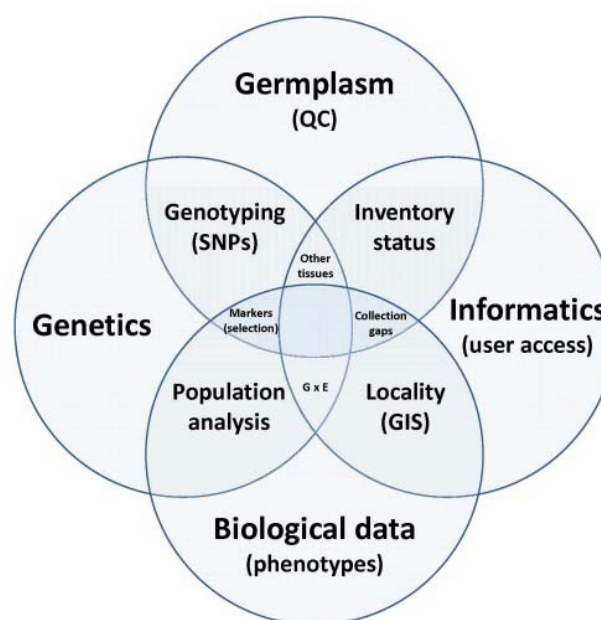 Germplasm
(QC)
Genotyping
(SNPs)
Inventory
status
Other
tissues
Genetics
Markers
(selection)
Collection
gaps
Informatics
(user access)
Population
analysis
G x E
Locality
(GIS)
Biological data
(phenotypes)